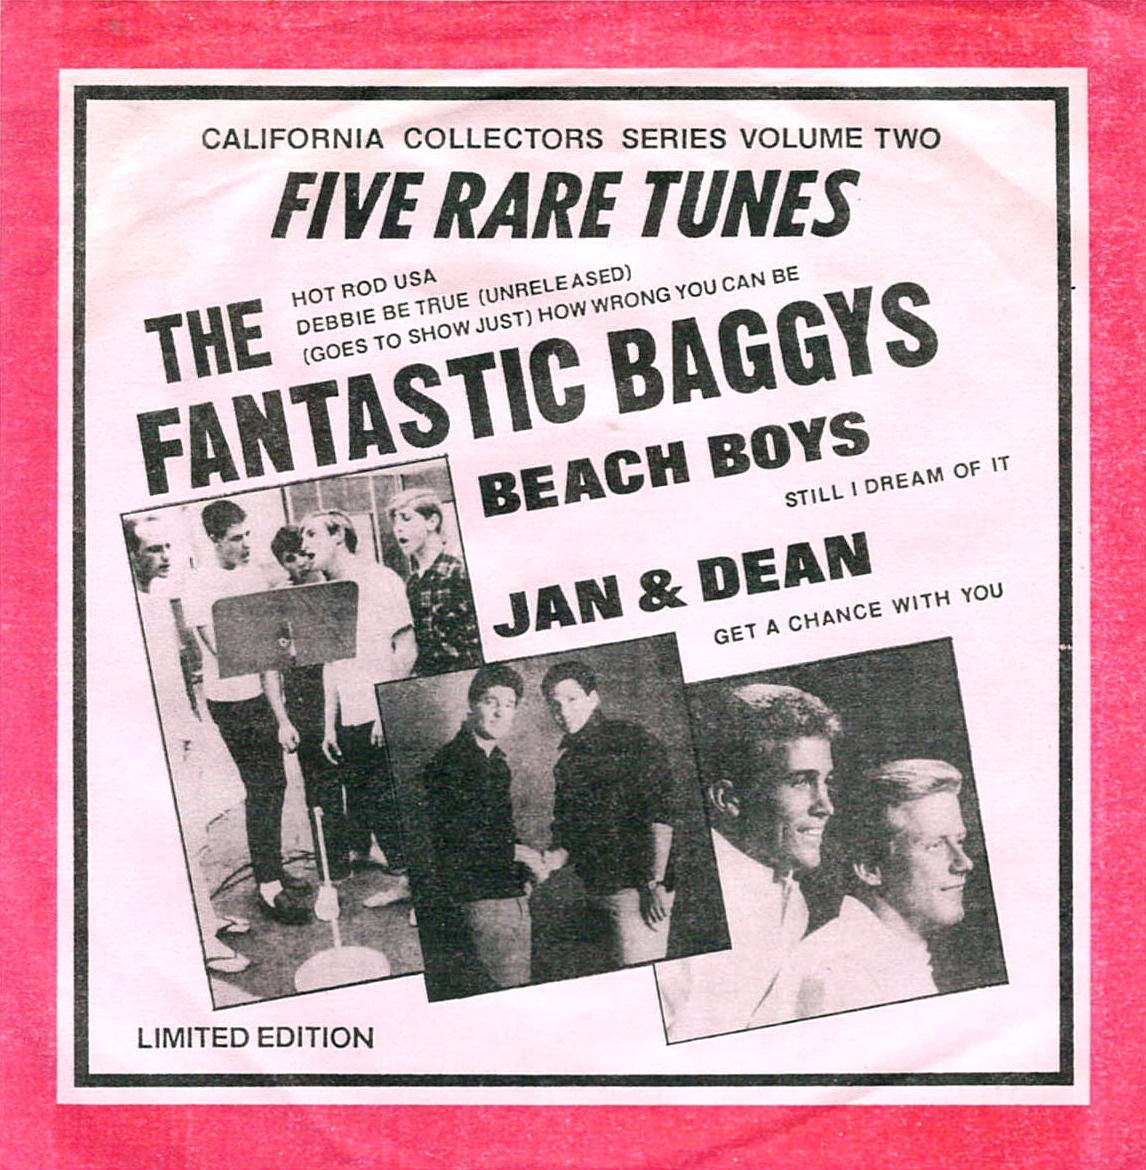 CALIFORNIA COLLECTORS SERIES VOLUME TWO
FIVE RARE TUNES
HOT ROD USA
DEBBIE BE TRUE (UNRELEASED)
(GOES TO SHOW JUST) HOW WRONG YOU CAN BE
THE
FANTASTIC BAGGYS
BEACH BOYS
STILL I DREAM OF IT
JAN & DEAN
GET A CHANCE WITH YOU
LIMITED EDITION